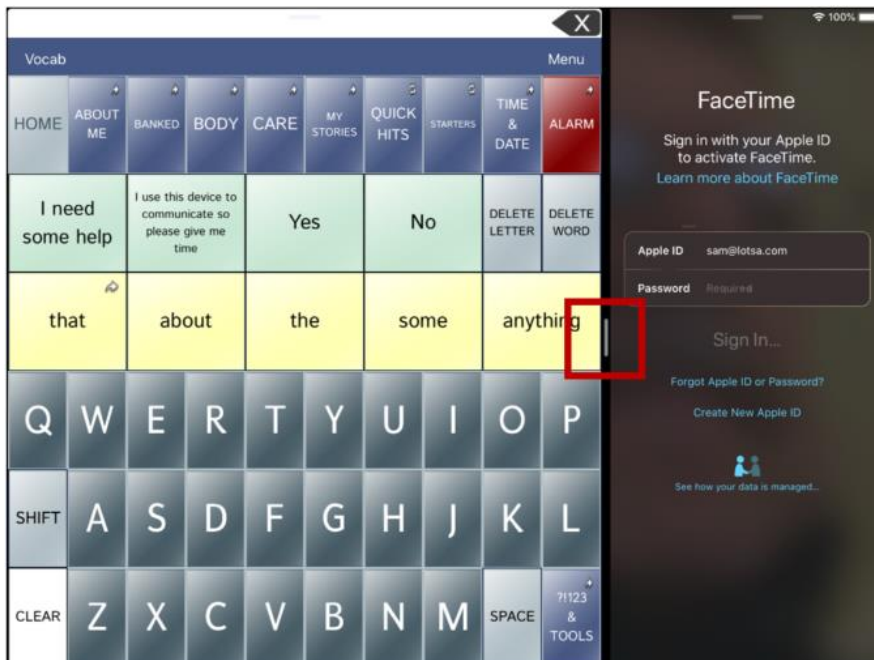 X
100%
Vocab
Menu
HOME
ABOUT
ME
BANKED
BODY
CARE
MY
STORIES
QUICK
HITS
STARTERS
TIME
&
DATE
ALARM
I need
some help
I use this device to
communicate so
please give me
time
Yes
No
DELETE
LETTER
DELETE
WORD
that
about
the
some
anything
Q W E R T Y U I O P
SHIFT A S D F G H J K L
CLEAR Z X C V B N M SPACE
?!123
&
TOOLS
FaceTime
Sign in with your Apple ID
to activate FaceTime.
Learn more about FaceTime
Apple ID sam@lotsa.com
Password Required
Sign In...
Forgot Apple ID or Password?
Create New Apple ID
See how your data is managed...